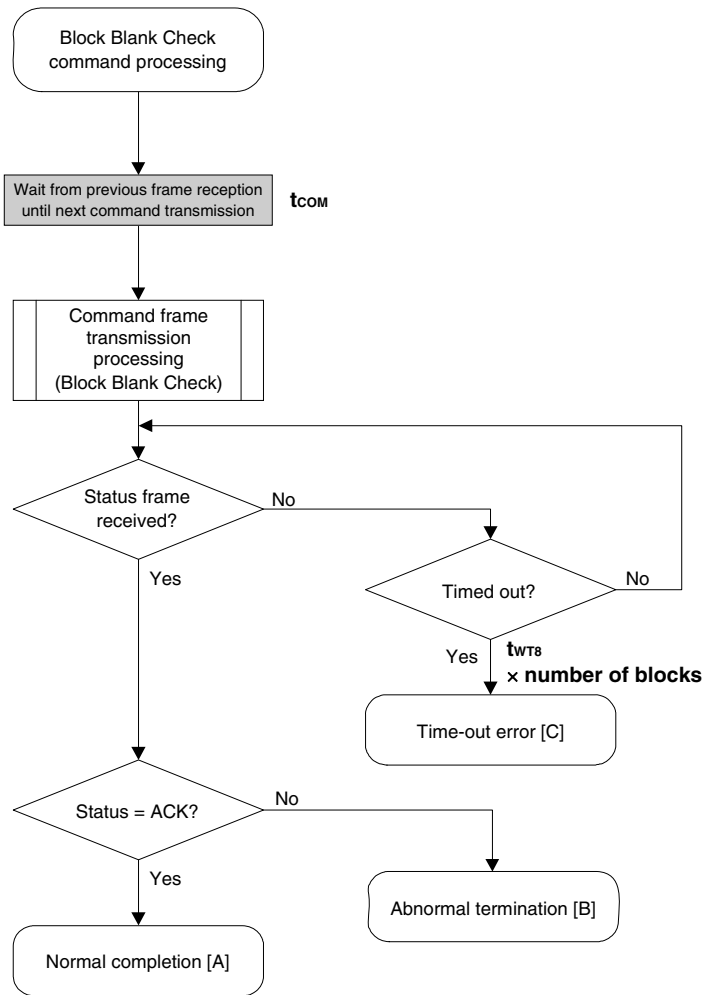 Block Blank Check
command processing
Wait from previous frame reception
until next command transmission
tCOM
Command frame
transmission
processing
(Block Blank Check)
Status frame
received?
No
Yes
Timed out?
No
Yes
tWT8
× number of blocks
Time-out error [C]
Status = ACK?
No
Yes
Abnormal termination [B]
Normal completion [A]